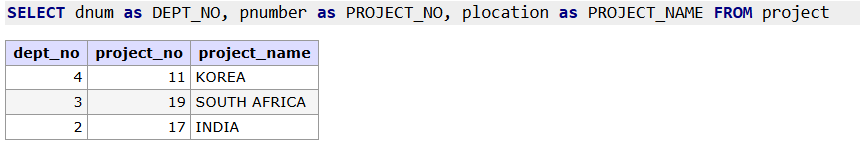 SELECT dnum as DEPT_NO, pnumber as PROJECT_NO, plocation as PROJECT_NAME FROM project
dept_no project_no project_name
4 11 KOREA
3 19 SOUTH AFRICA
2 17 INDIA